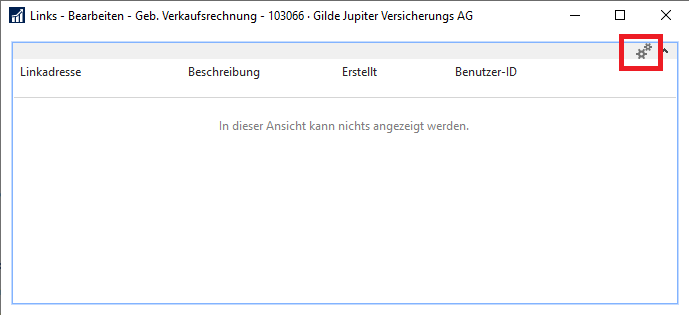 Links - Bearbeiten - Geb. Verkaufsrechnung - 103066 · Gilde Jupiter Versicherungs AG
Linkadresse Beschreibung Erstellt Benutzer-ID
In dieser Ansicht kann nichts angezeigt werden.